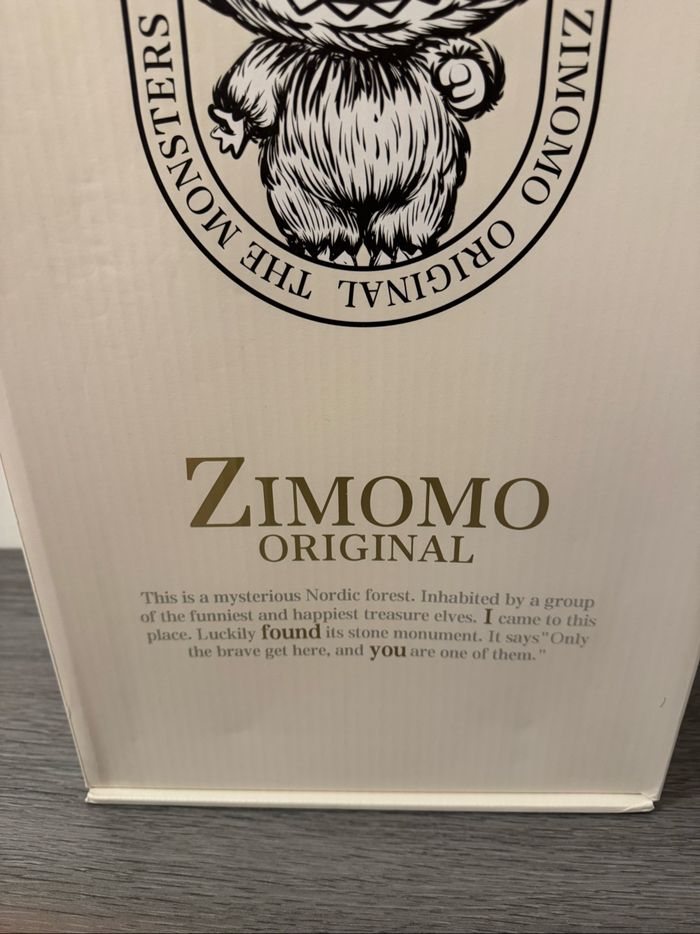 THE MONSTERS
ZIMOMO ORIGINAL
ZIMOMO
ORIGINAL
This is a mysterious Nordic forest. Inhabited by a group
of the funniest and happiest treasure elves. I came to this
place. Luckily found its stone monument. It says"Only
the brave get here, and you are one of them."